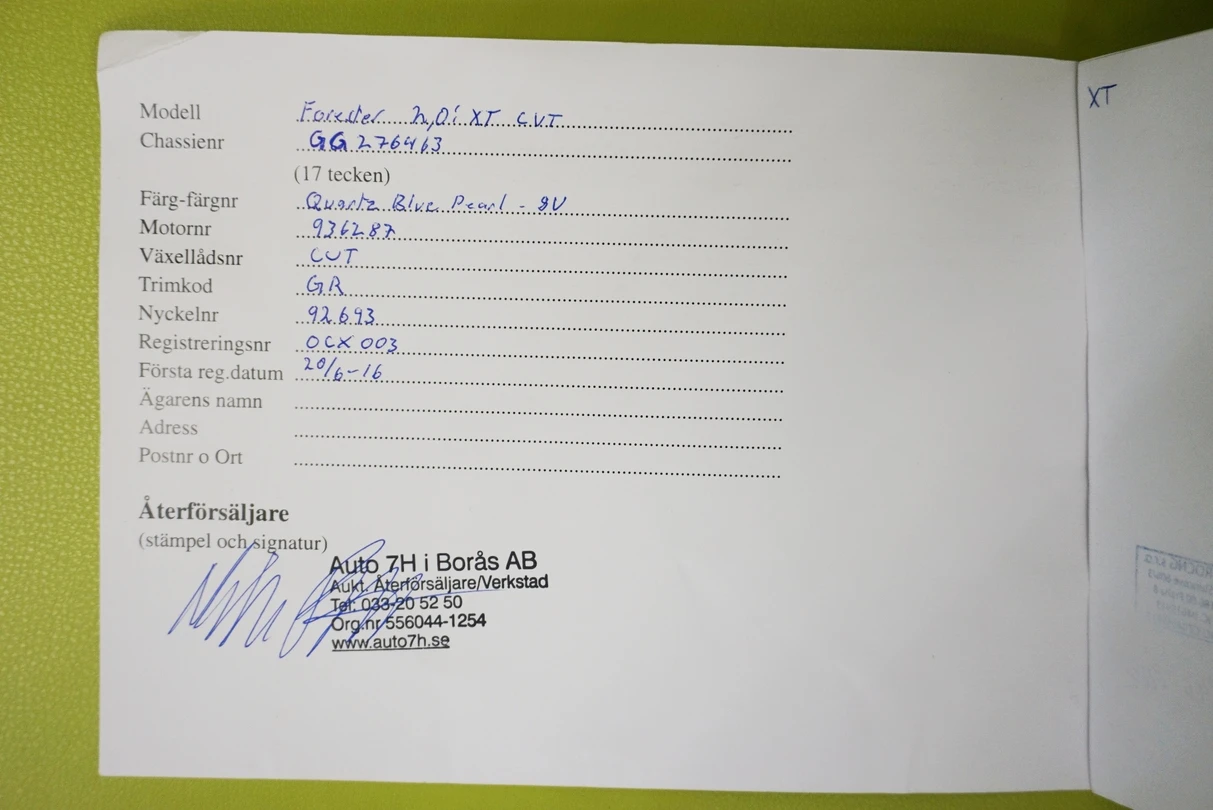 Modell Forester 2,0i XT CVT
Chassienr GG276463
(17 tecken)
Färg-färgnr Quartz Blue Pearl - SV
Motornr 936287
Växellådsnr CVT
Trimkod GR
Nyckelnr 92693
Registreringsnr OCX 003
Första reg.datum 20/6-16
Ägarens namn
Adress
Postnr o Ort
Återförsäljare
(stämpel och signatur)
Auto 7H i Borås AB
Aukt. Återförsäljare/Verkstad
Tel: 033-20 52 50
Org.nr 556044-1254
www.auto7h.se
XT